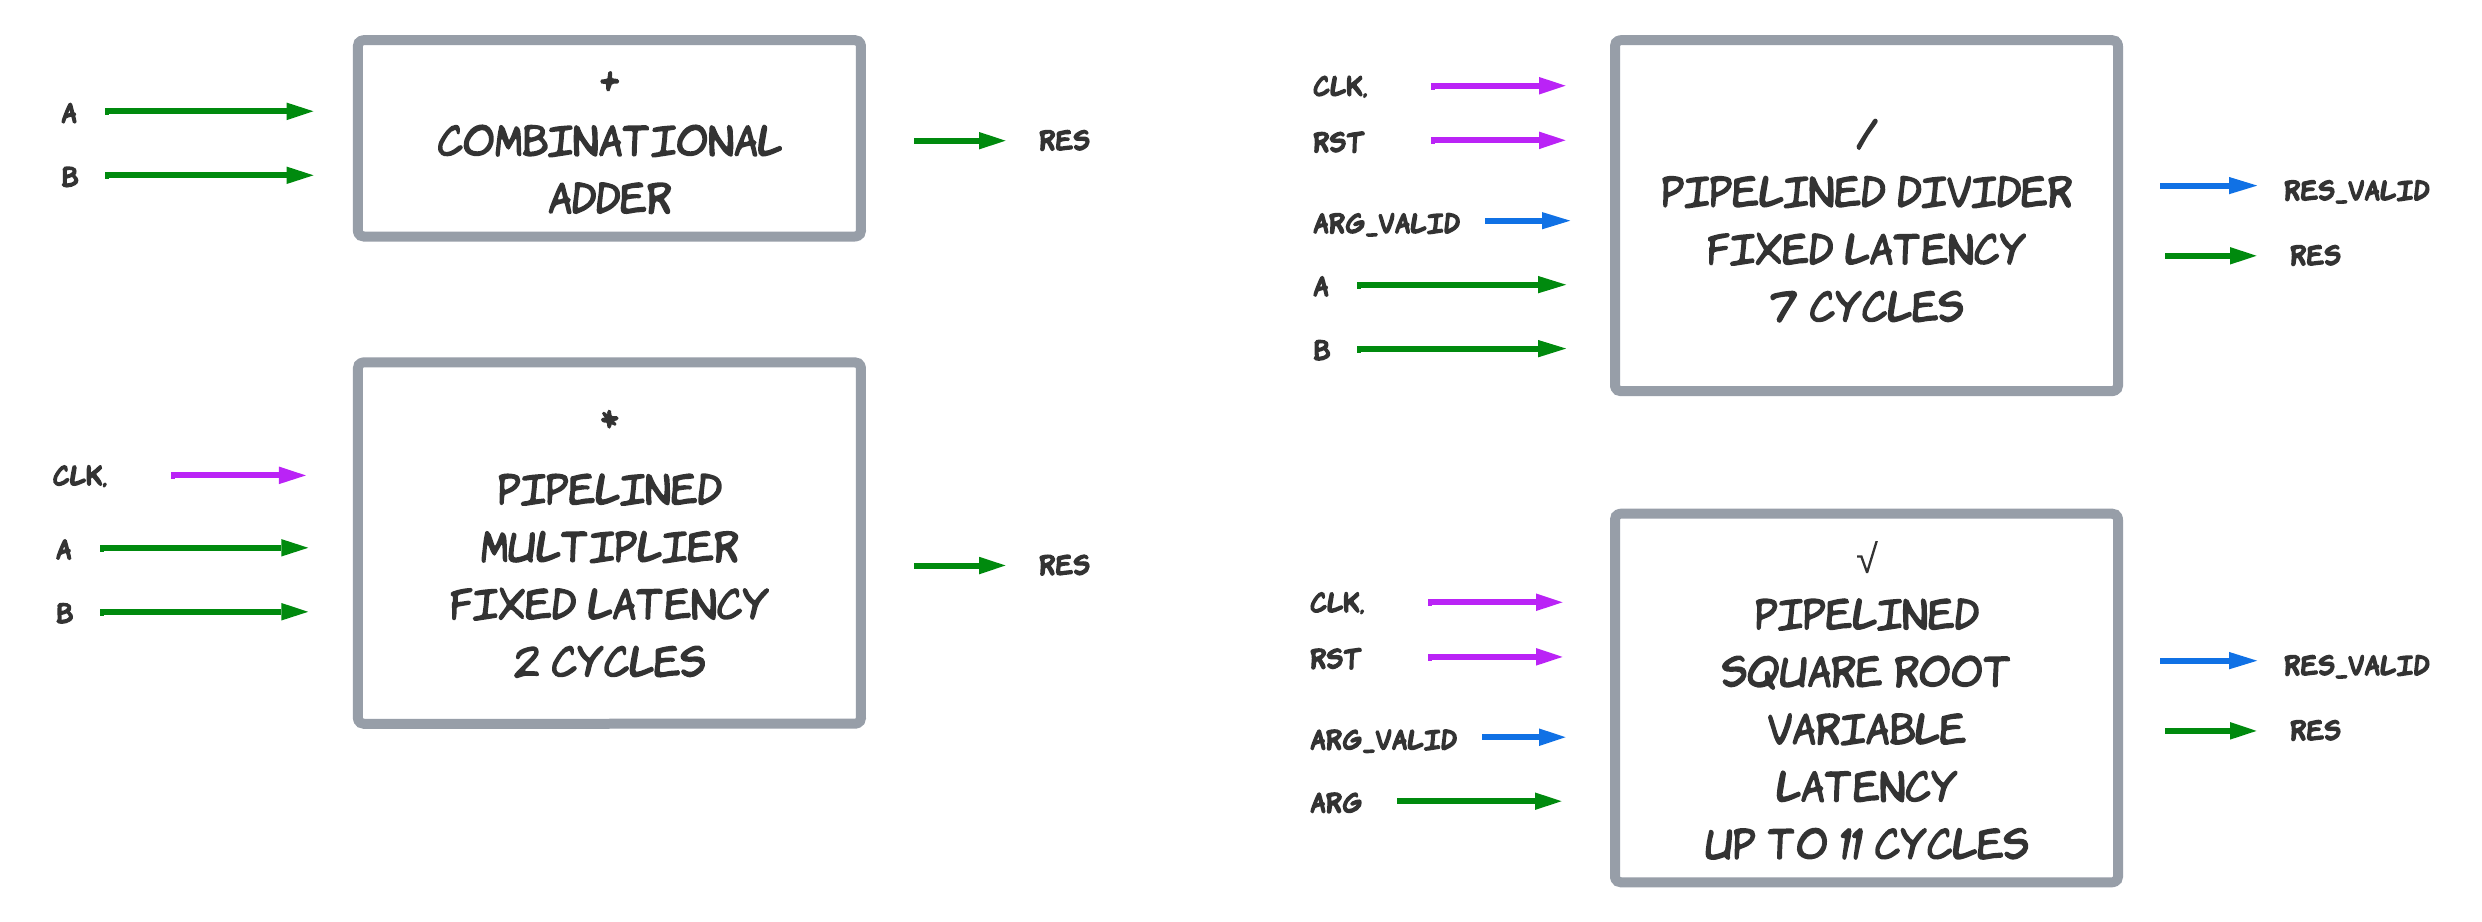 A
B
+
COMBINATIONAL
ADDER
RES
CLK.
A
B
*
PIPELINED
MULTIPLIER
FIXED LATENCY
2 CYCLES
RES
CLK.
RST
ARG_VALID
A
B
/
PIPELINED DIVIDER
FIXED LATENCY
7 CYCLES
RES_VALID
RES
CLK.
RST
ARG_VALID
ARG
√
PIPELINED
SQUARE ROOT
VARIABLE
LATENCY
UP TO 11 CYCLES
RES_VALID
RES